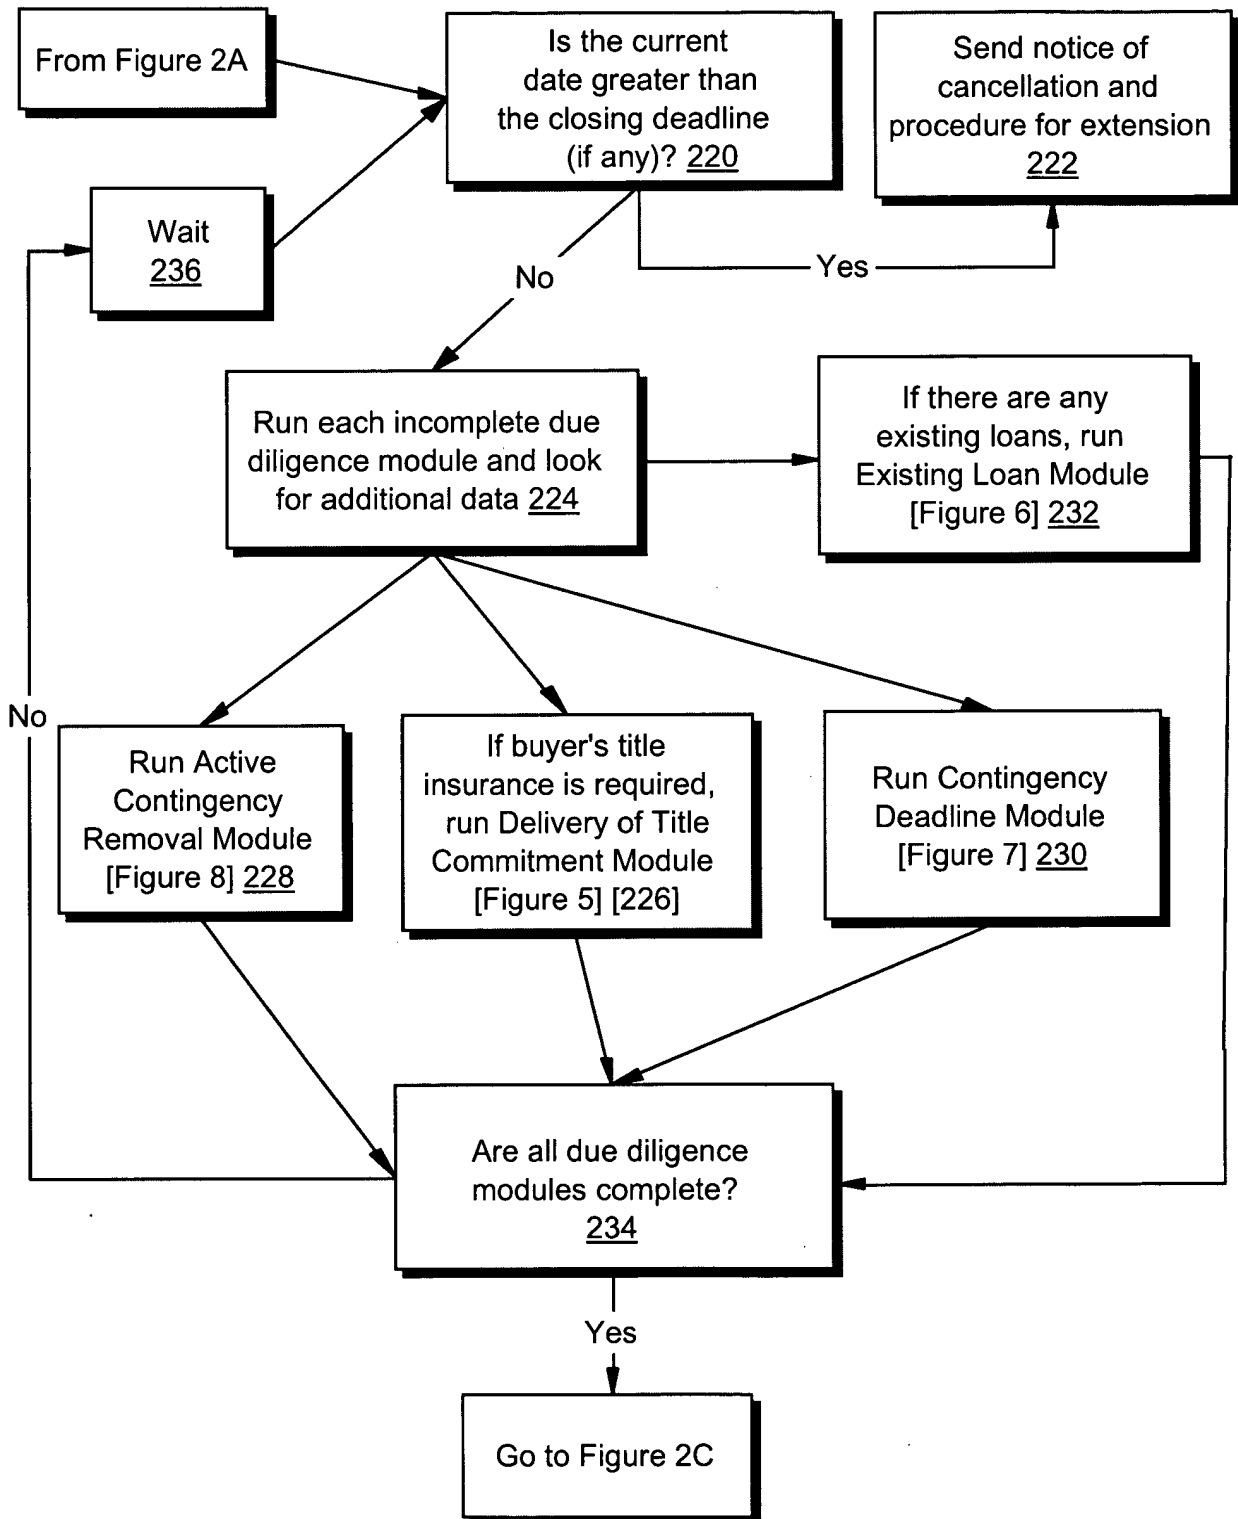 From Figure 2A
Is the current
date greater than
the closing deadline
(if any)? 220
Send notice of
cancellation and
procedure for extension
222
Wait
236
No
Yes
Run each incomplete due
diligence module and look
for additional data 224
If there are any
existing loans, run
Existing Loan Module
[Figure 6] 232
No
Run Active
Contingency
Removal Module
[Figure 8] 228
If buyer's title
insurance is required,
run Delivery of Title
Commitment Module
[Figure 5] [226]
Run Contingency
Deadline Module
[Figure 7] 230
Are all due diligence
modules complete?
234
Yes
Go to Figure 2C